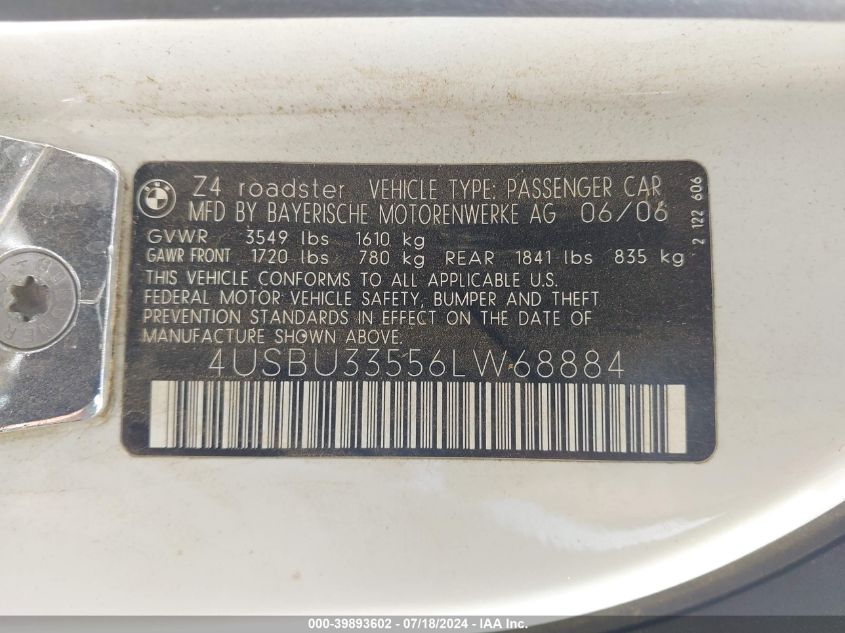 Z4 roadster VEHICLE TYPE: PASSENGER CAR
MFD BY BAYERISCHE MOTORENWERKE AG 06/06
GVWR 3549 lbs 1610 kg
GAWR FRONT 1720 lbs 780 kg REAR 1841 lbs 835 kg
THIS VEHICLE CONFORMS TO ALL APPLICABLE U.S.
FEDERAL MOTOR VEHICLE SAFETY, BUMPER AND THEFT
PREVENTION STANDARDS IN EFFECT ON THE DATE OF
MANUFACTURE SHOWN ABOVE.
4USBU33556LW68884
2 122 606
000-39893602 - 07/18/2024 - IAA Inc.